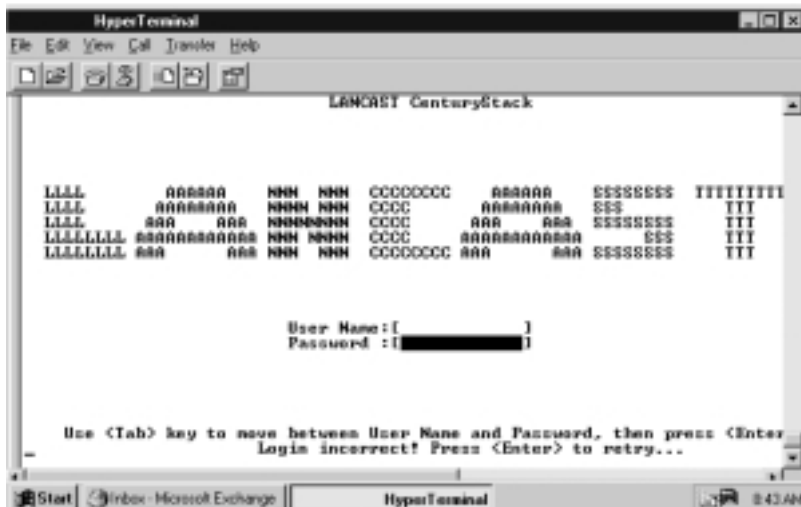 HyperTerminal
File Edit View Call Transfer Help
LANCAST CenturyStack
LLLL AAAAAA NNN NNN CCCCCCCC AAAAAA SSSSSSSS TTTTTTTTT
LLLL AAAAAAAA NNNN NNN CCCC AAAAAAAA SSS TTT
LLLL AAA AAA NNNNNNNN CCCC AAA AAA SSSSSSSS TTT
LLLLLLLL AAAAAAAAAAAA NNN NNNN CCCC AAAAAAAAAAAA SSS TTT
LLLLLLLL AAA AAA NNN NNN CCCCCCCC AAA AAA SSSSSSSS TTT
User Name:[ ]
Password :[ ]
Use <Tab> key to move between User Name and Password, then press <Enter
Login incorrect! Press <Enter> to retry...
Start Inbox - Microsoft Exchange HyperTerminal 8:43 AM